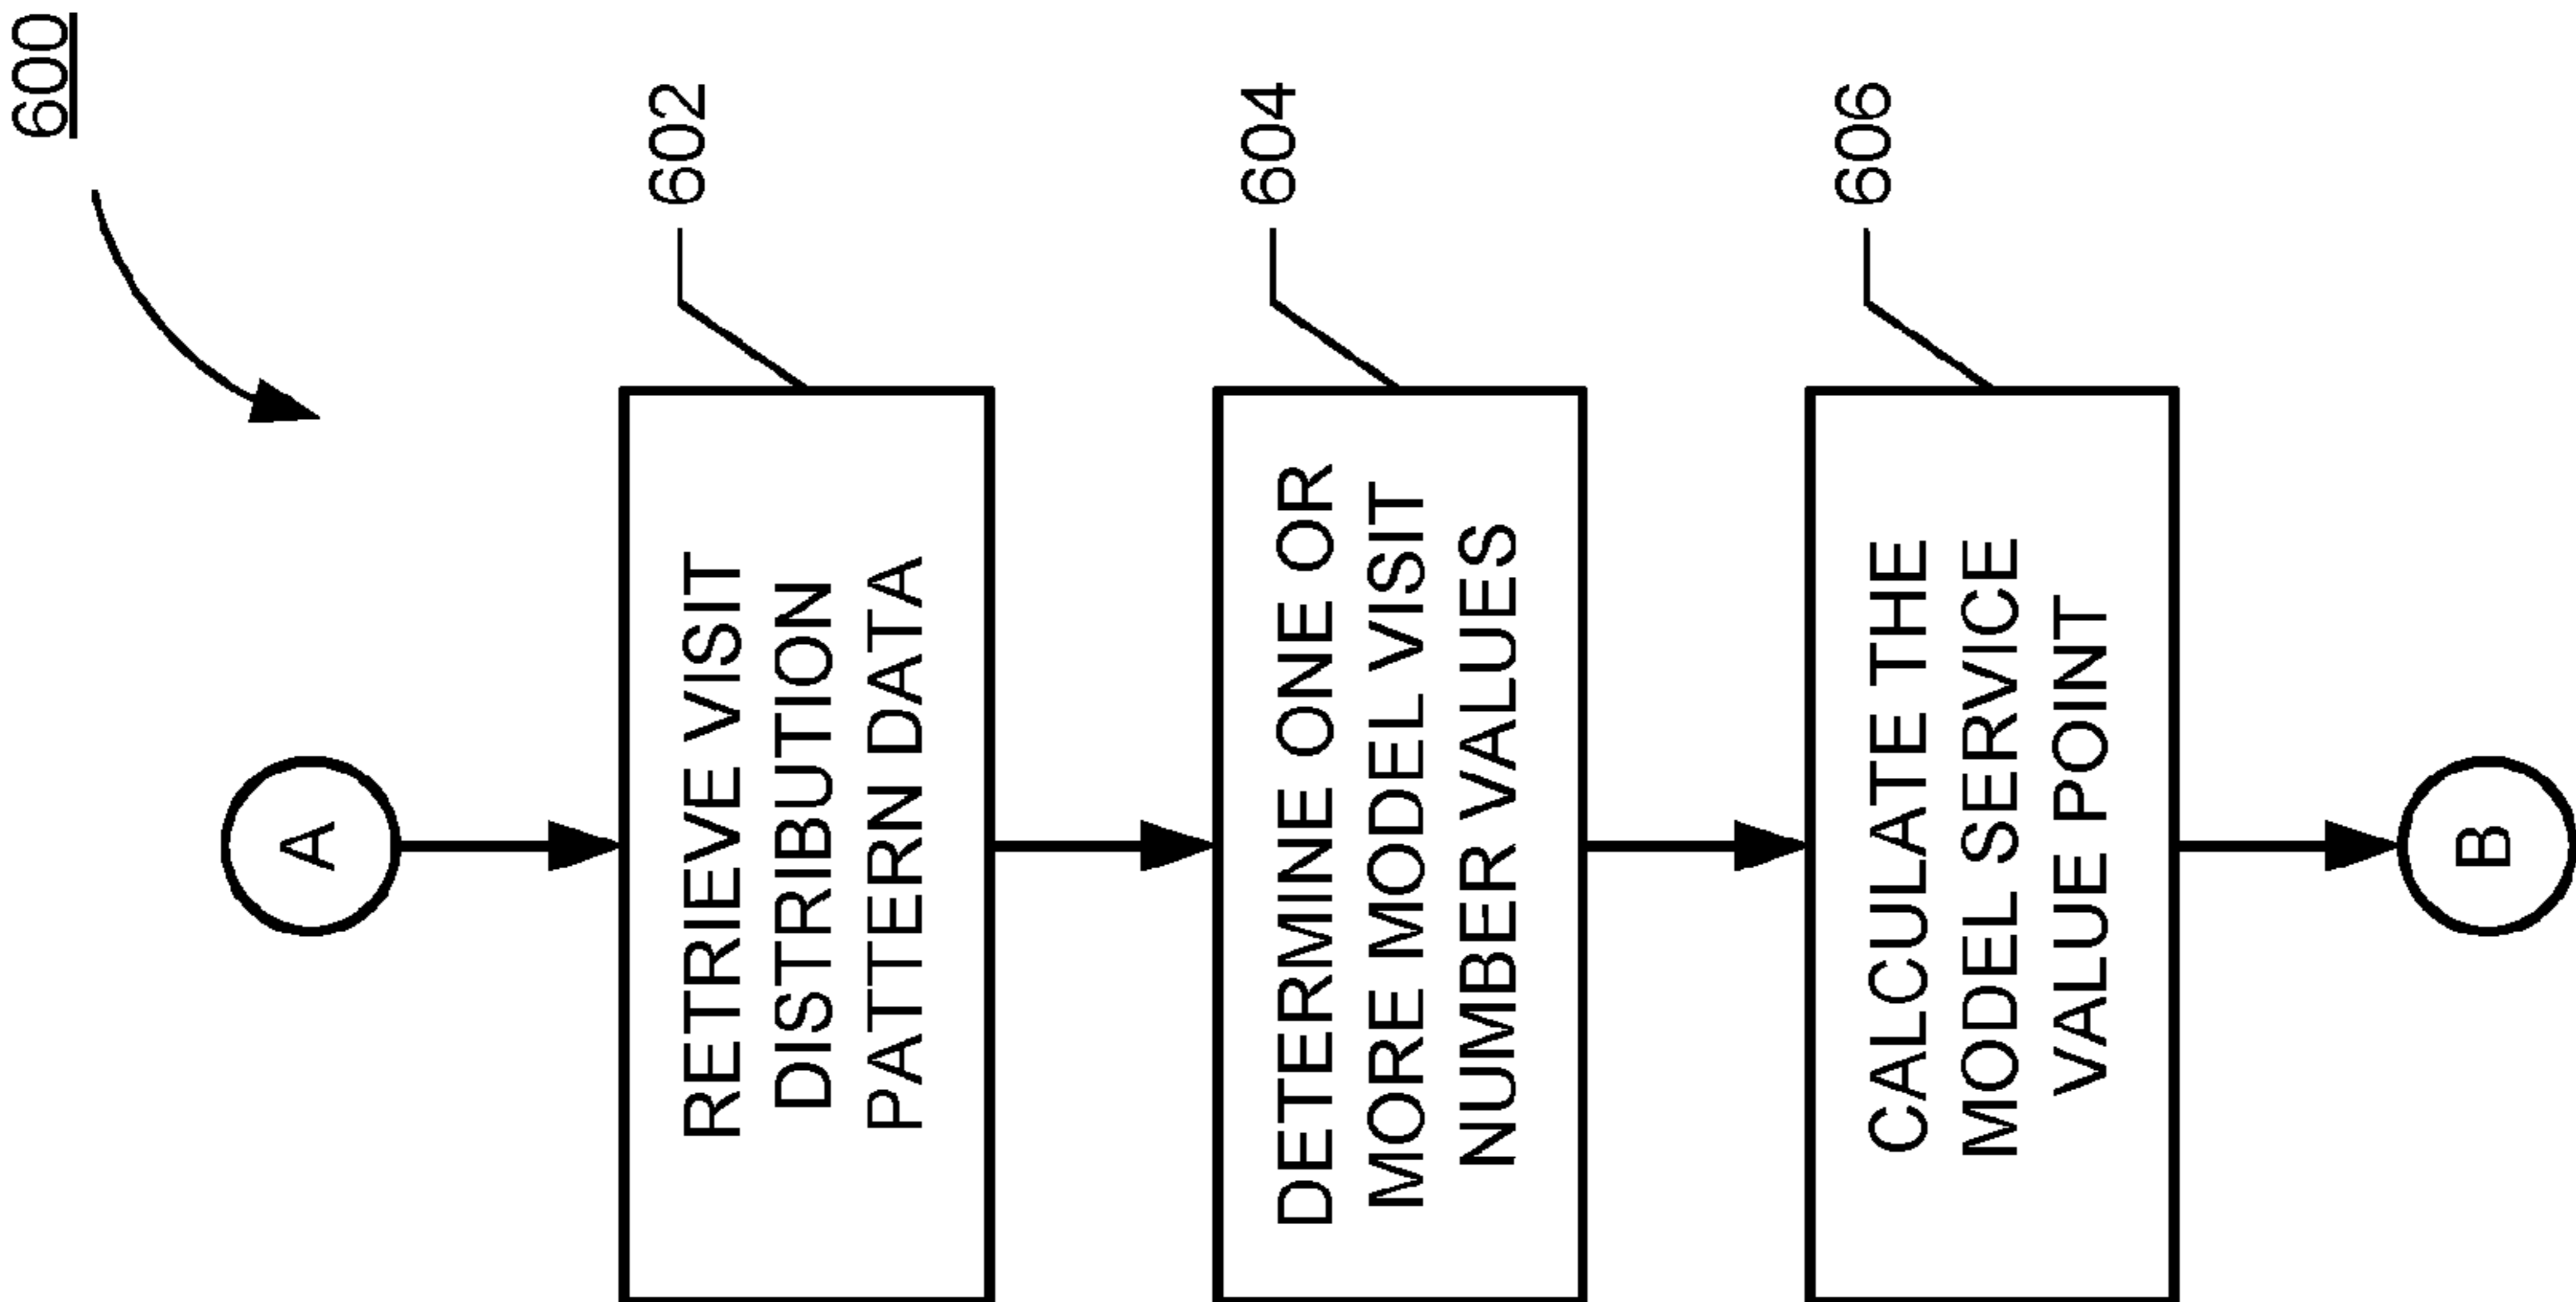 600
A
RETRIEVE VISIT
DISTRIBUTION
PATTERN DATA
602
DETERMINE ONE OR
MORE MODEL VISIT
NUMBER VALUES
604
CALCULATE THE
MODEL SERVICE
VALUE POINT
606
B